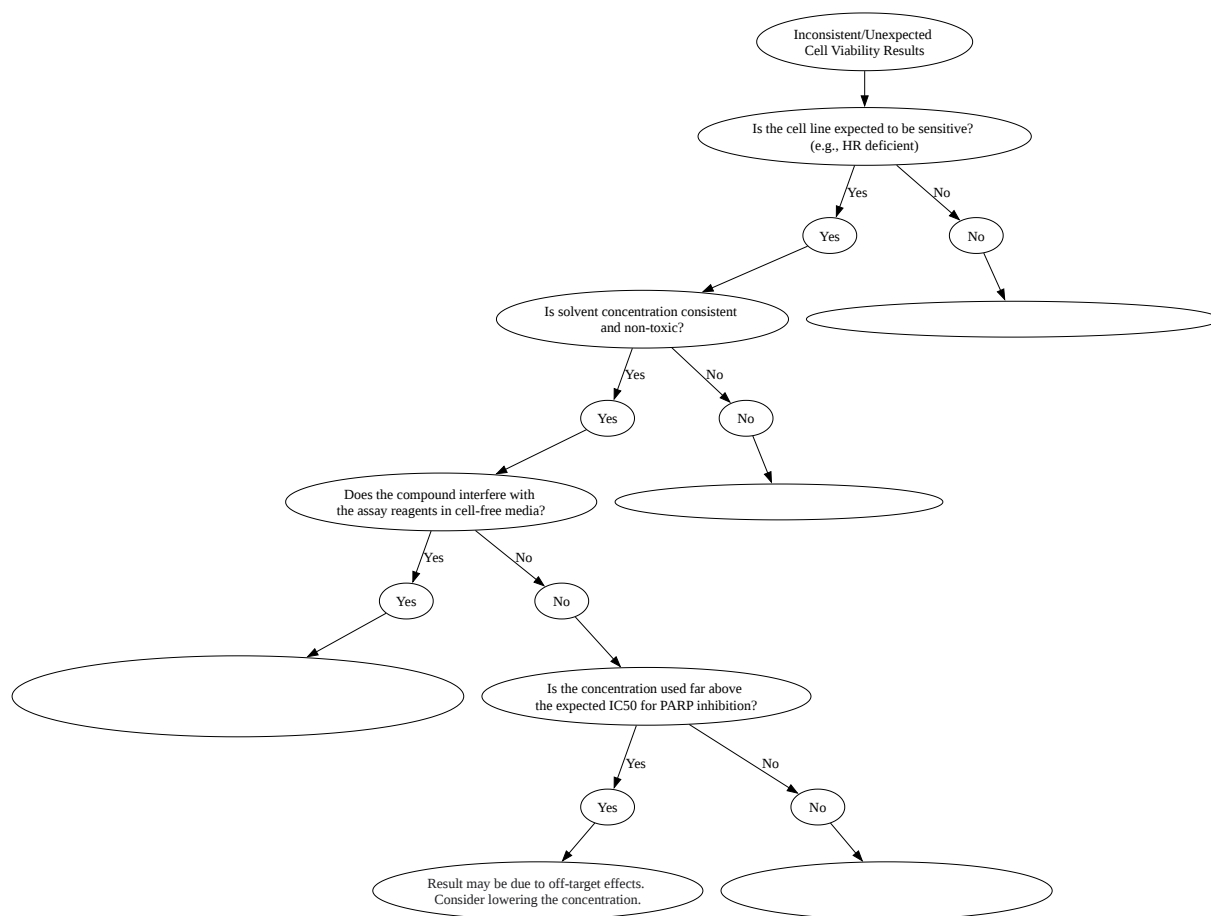 Inconsistent/Unexpected
Cell Viability Results
Is the cell line expected to be sensitive?
(e.g., HR deficient)
Yes
No
Yes
No
Is solvent concentration consistent
and non-toxic?
Yes
No
Yes
No
Does the compound interfere with
the assay reagents in cell-free media?
Yes
No
Yes
No
Is the concentration used far above
the expected IC50 for PARP inhibition?
Yes
No
Yes
No
Result may be due to off-target effects.
Consider lowering the concentration.